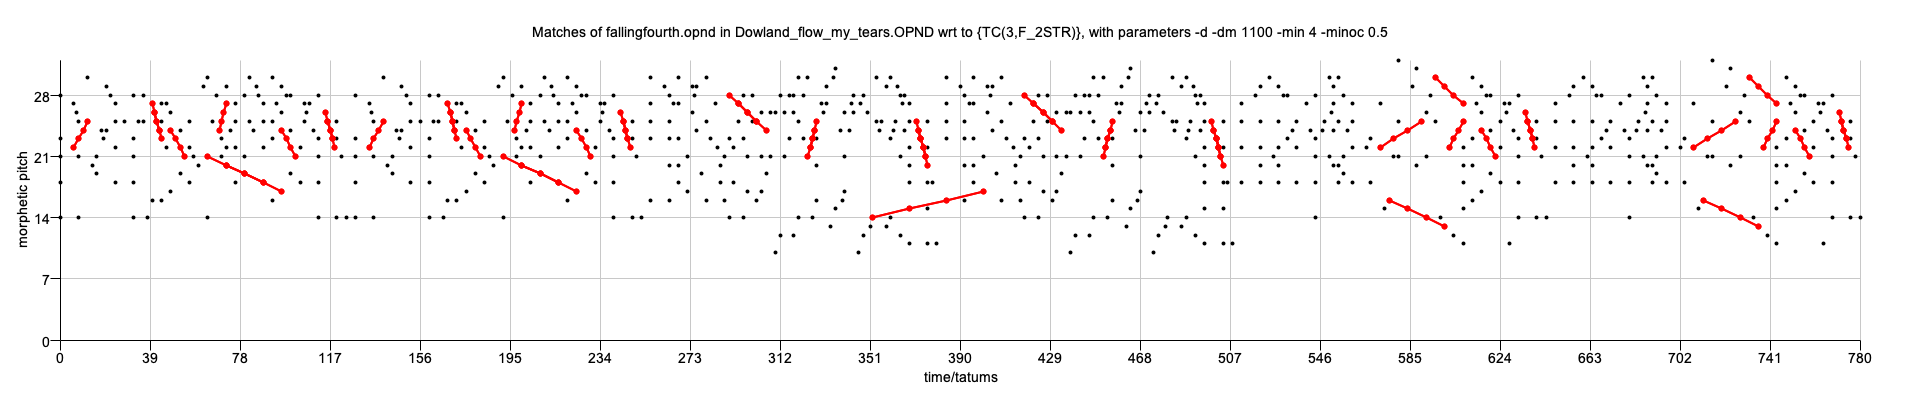 Matches of fallingfourth.opnd in Dowland_flow_my_tears.OPND wrt to {TC(3,F_2STR)}, with parameters -d -dm 1100 -min 4 -minoc 0.5
morphetic pitch
28
21
14
7
0
0 39 78 117 156 195 234 273 312 351 390 429 468 507 546 585 624 663 702 741 780
time/tatums